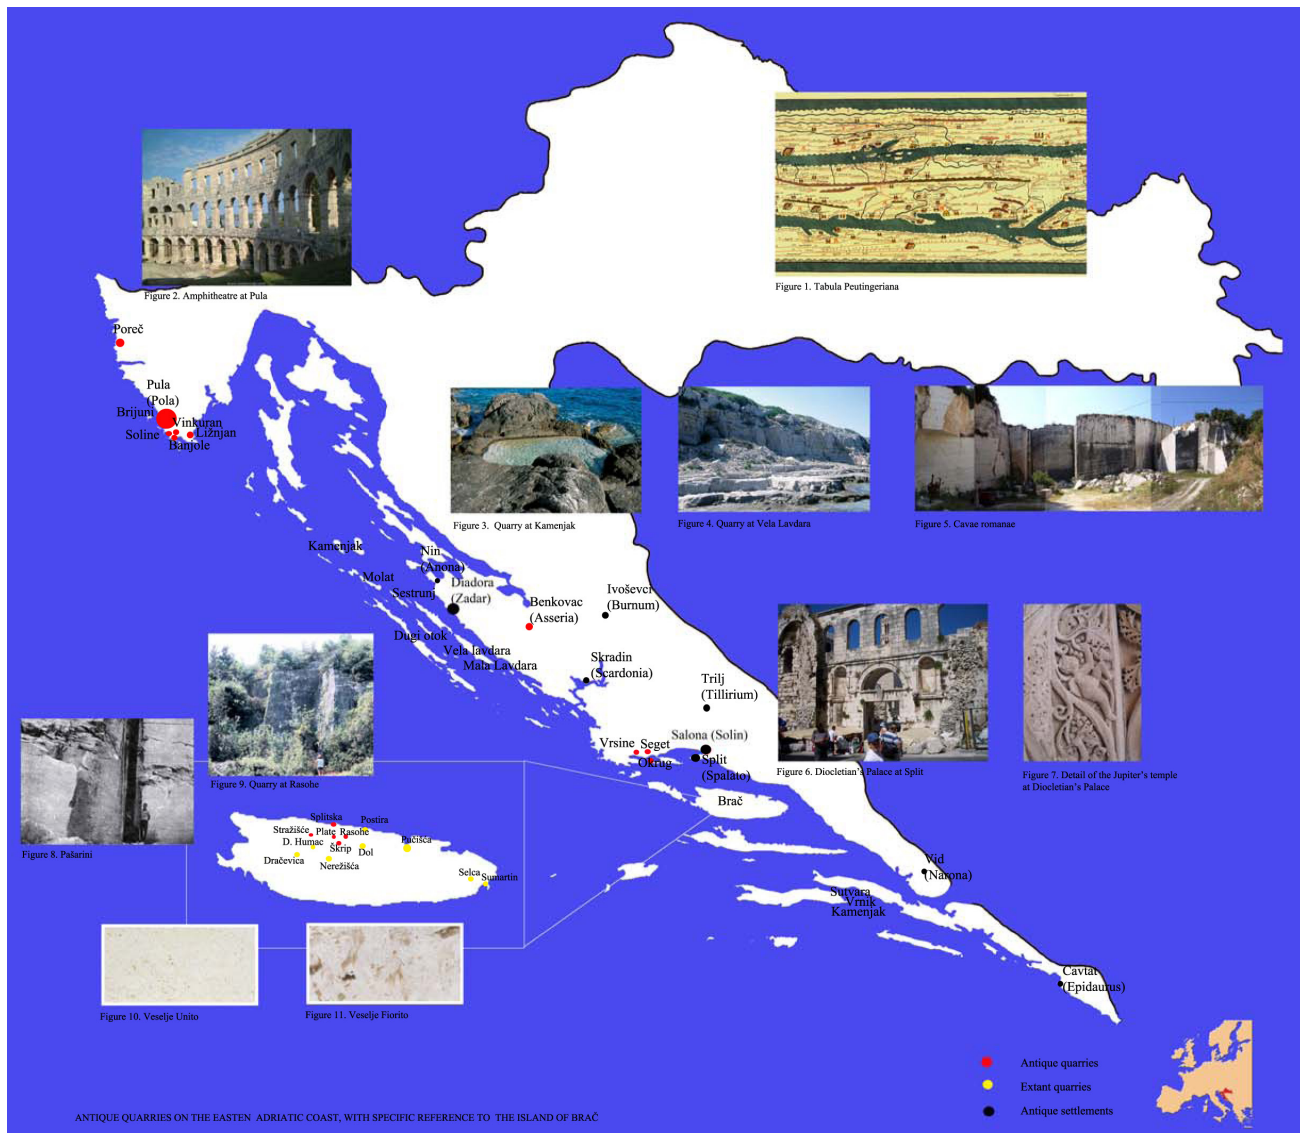 Figure 1. Tabula Peutingeriana
Figure 2. Amphitheatre at Pula
Poreč
Pula
(Pola)
Brijuni
Vinkuran
Soline
Ližnjan
Banjole
Figure 3.  Quarry at Kamenjak
Figure 4. Quarry at Vela Lavdara
Figure 5. Cavae romanae
Kamenjak
Nin
(Anona)
Molat
Sestrunj
Diadora
(Zadar)
Benkovac
(Asseria)
Ivoševci
(Burnum)
Dugi otok
Vela lavdara
Mala Lavdara
Skradin
(Scardonia)
Trilj
(Tillirium)
Vrsine
Seget
Salona (Solin)
Okrug
Split
(Spalato)
Brač
Figure 6. Diocletian's Palace at Split
Figure 7. Detail of the Jupiter's temple
at Diocletian's Palace
Figure 9. Quarry at Rasohe
Figure 8. Pašarini
Splitska
Postira
Stražišće
Plate
Rasohe
D. Humac
Škrip
Pučišća
Dol
Dračevica
Nerežišća
Selca
Sumartin
Vid
(Narona)
Sutvara
Vrnik
Kamenjak
Cavtat
(Epidaurus)
Figure 10. Veselje Unito
Figure 11. Veselje Fiorito
Antique quarries
Extant quarries
Antique settlements
ANTIQUE QUARRIES ON THE EASTEN  ADRIATIC COAST, WITH SPECIFIC REFERENCE TO  THE ISLAND OF BRAČ